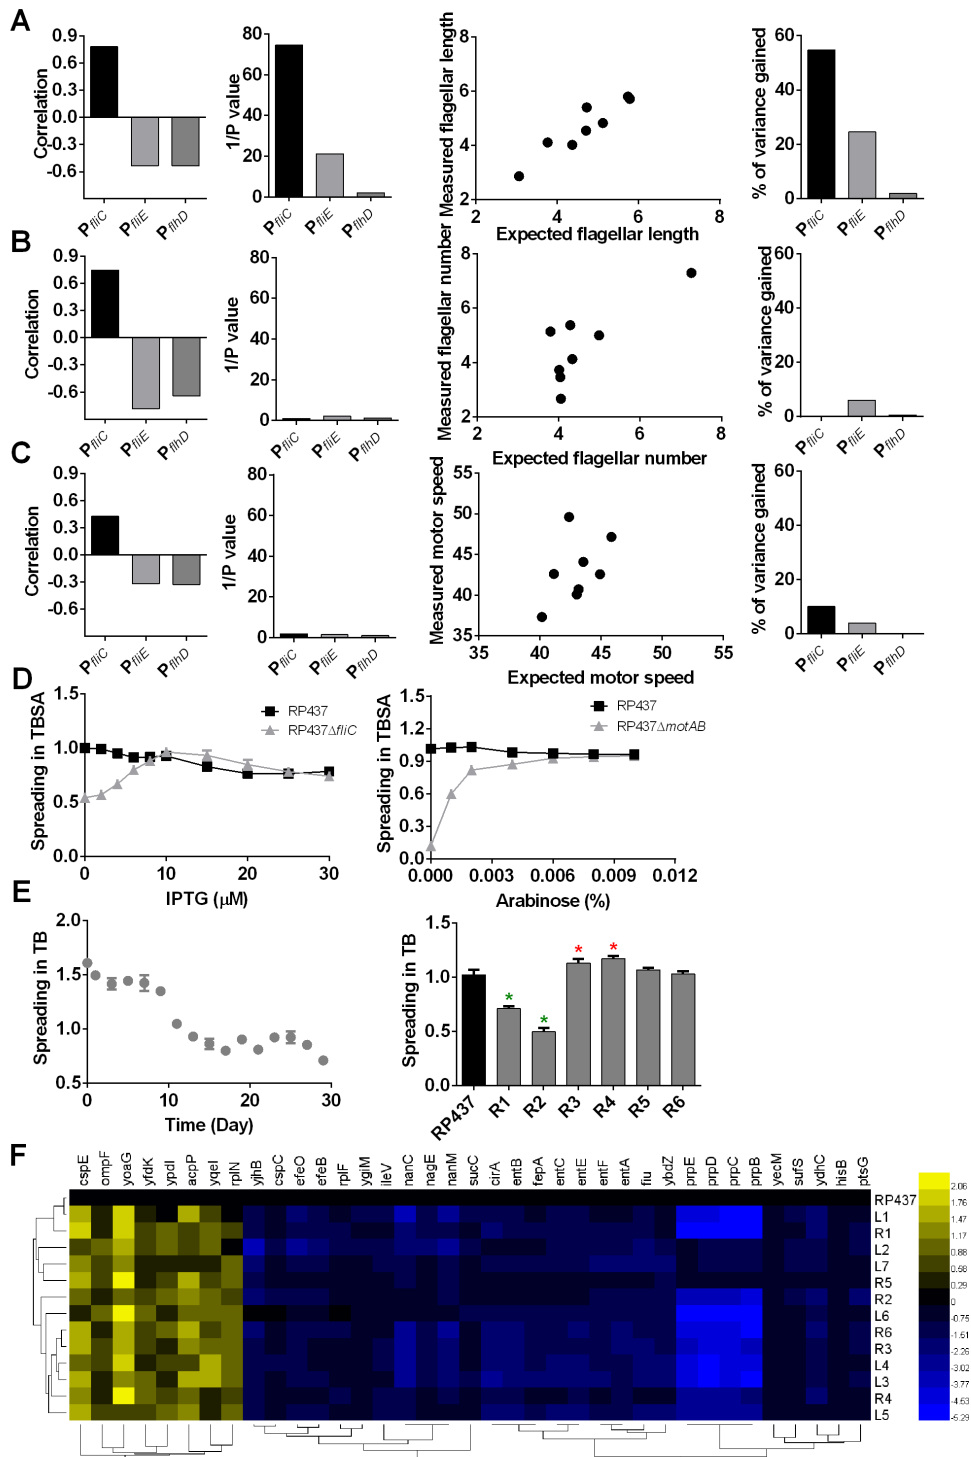 A
Correlation
0.9
0.6
0.3
0.0
-0.3
-0.6
PfliC
PfliE
PflhD
1/P value
80
60
40
20
0
PfliC
PfliE
PflhD
Measured flagellar length
8
6
4
2
2 4 6 8
Expected flagellar length
% of variance gained
60
40
20
0
PfliC
PfliE
PflhD
B
Correlation
0.9
0.6
0.3
0.0
-0.3
-0.6
PfliC
PfliE
PflhD
1/P value
80
60
40
20
0
PfliC
PfliE
PflhD
Measured flagellar number
8
6
4
2
2 4 6 8
Expected flagellar number
% of variance gained
60
40
20
0
PfliC
PfliE
PflhD
C
Correlation
0.9
0.6
0.3
0.0
-0.3
-0.6
PfliC
PfliE
PflhD
1/P value
80
60
40
20
0
PfliC
PfliE
PflhD
Measured motor speed
55
50
45
40
35
35 40 45 50 55
Expected motor speed
% of variance gained
60
40
20
0
PfliC
PfliE
PflhD
D
Spreading in TBSA
1.5
1.0
0.5
0.0
RP437
RP437ΔfliC
0 10 20 30
IPTG (μM)
Spreading in TBSA
1.5
1.2
0.9
0.6
0.3
0.0
RP437
RP437ΔmotAB
0.000 0.003 0.006 0.009 0.012
Arabinose (%)
E
Spreading in TB
2.0
1.5
1.0
0.5
0 10 20 30
Time (Day)
Spreading in TB
1.5
1.0
0.5
0.0
* * * *
RP437 R1 R2 R3 R4 R5 R6
F
cspE ompF yoaG yfdK ypdI acpP yqeI rplN yjhB cspC efeO efeB rplF ygiM ileV nanC nagE nanM sucC cirA entB fepA entC entE entF entA fiu ybdZ prpE prpD prpC prpB yecM sufS ydhC hisB ptsG
RP437
L1
R1
L2
L7
R5
R2
L6
R6
R3
L4
L3
R4
L5
2.06
1.76
1.47
1.18
0.88
0.58
0.29
0
-0.75
-1.51
-2.26
-3.02
-3.77
-4.63
-5.29